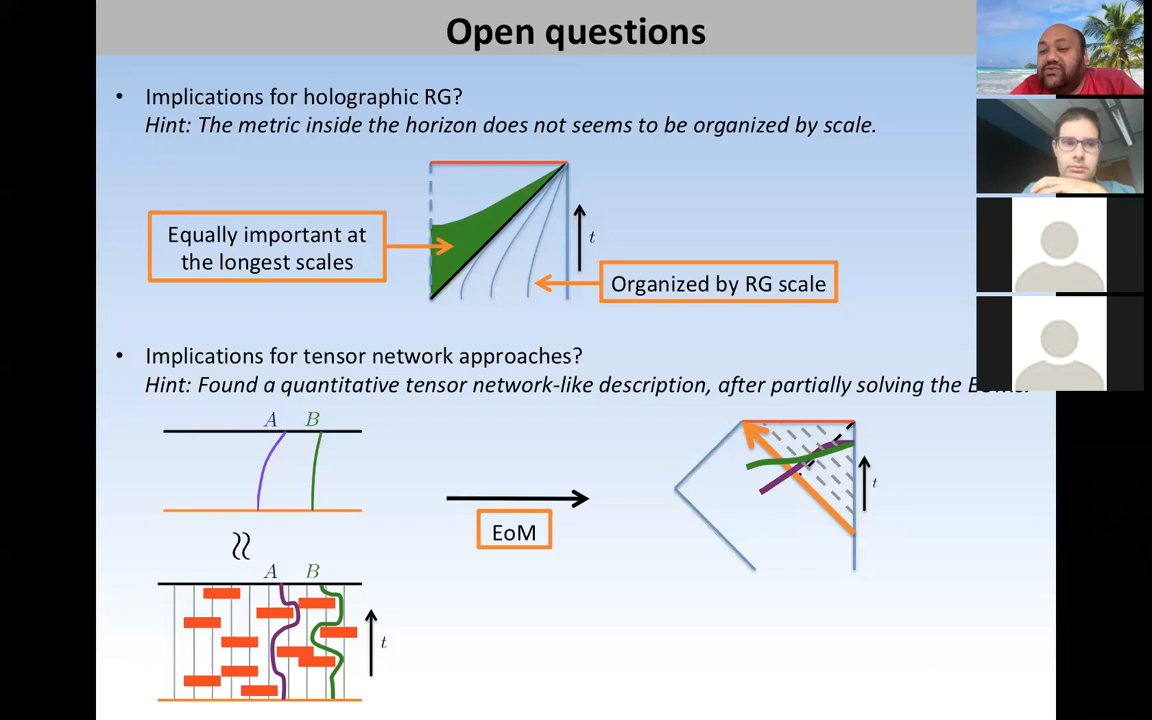 Open questions
• Implications for holographic RG?
Hint: The metric inside the horizon does not seems to be organized by scale.
Equally important at
the longest scales
t
Organized by RG scale
• Implications for tensor network approaches?
Hint: Found a quantitative tensor network-like description, after partially solving the
A B
t
EoM
≈
A B
t